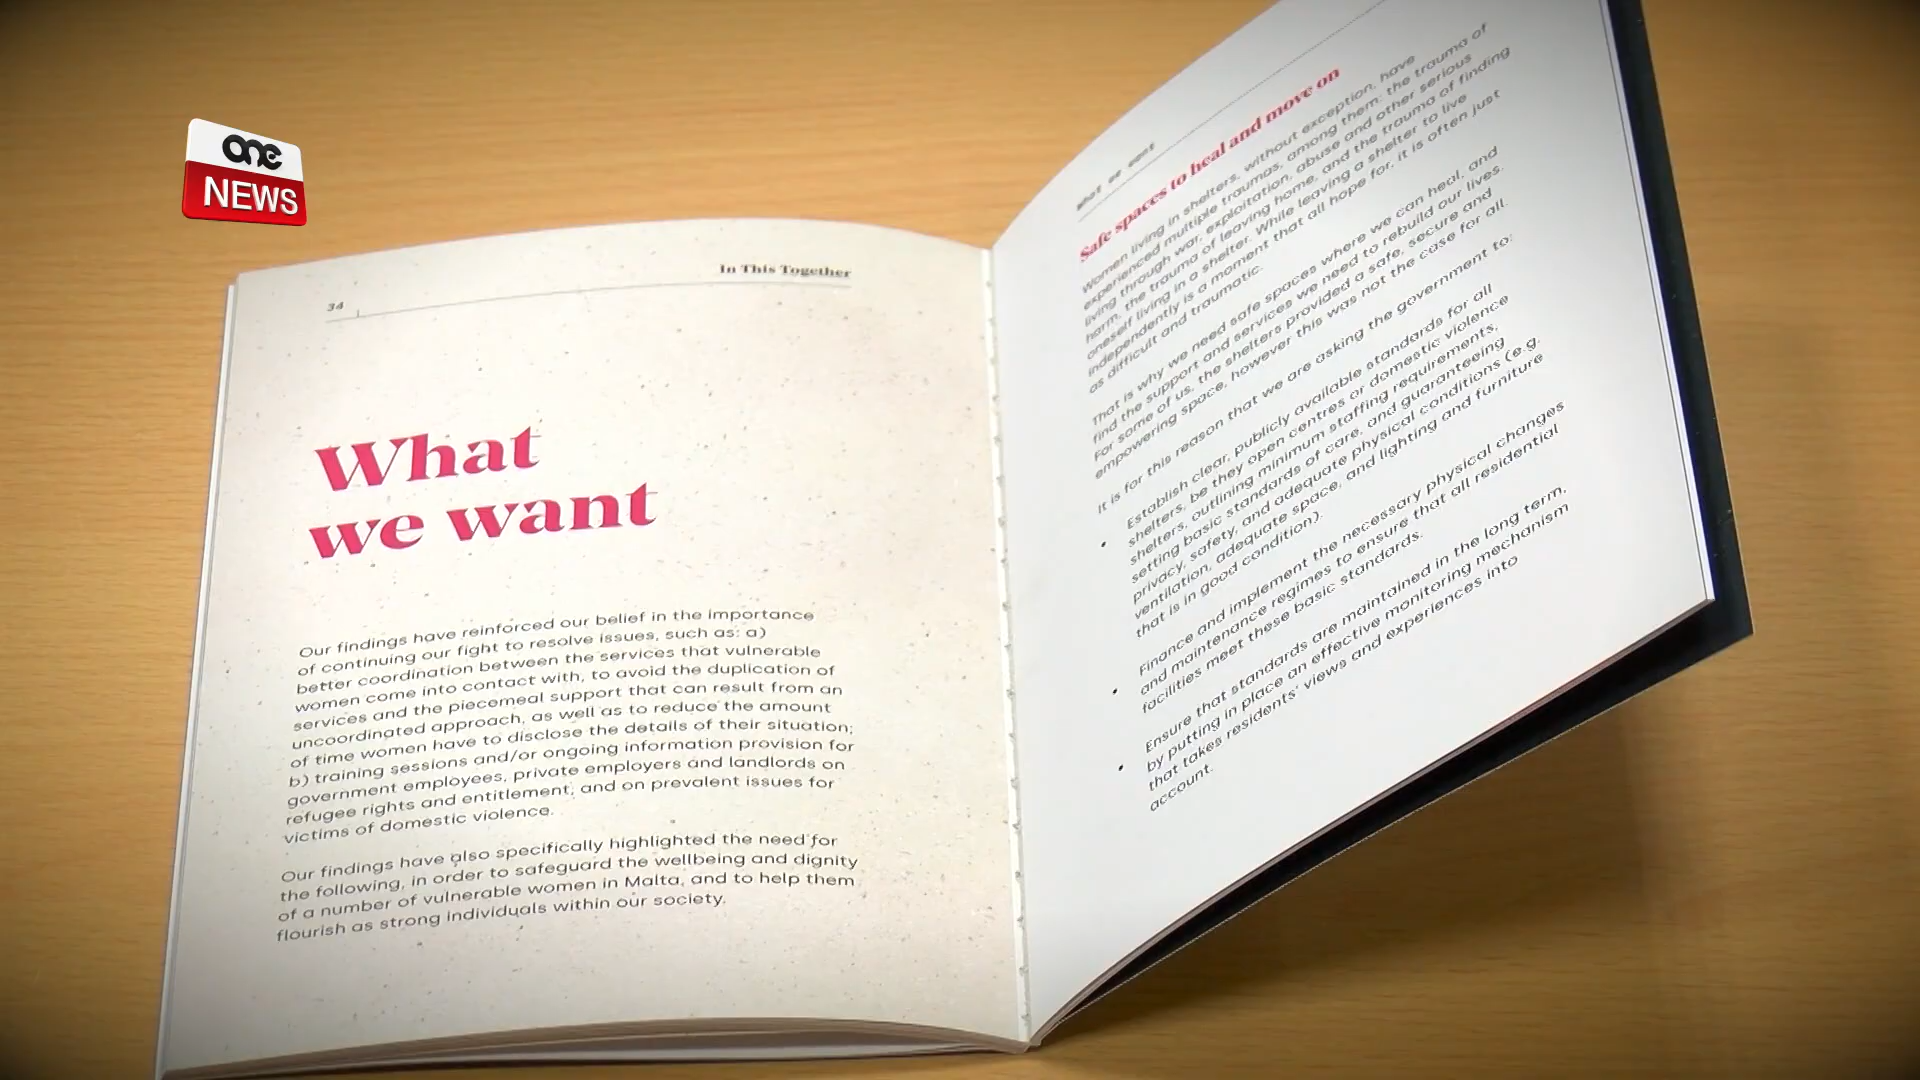 one
NEWS
34
In This Together
What
we want
Our findings have reinforced our belief in the importance
of continuing our fight to resolve issues, such as: a)
better coordination between the services that vulnerable
women come into contact with, to avoid the duplication of
services and the piecemeal support that can result from an
uncoordinated approach, as well as to reduce the amount
of time women have to disclose the details of their situation;
b) training sessions and/or ongoing information provision for
government employees, private employers and landlords on
refugee rights and entitlement; and on prevalent issues for
victims of domestic violence.
Our findings have also specifically highlighted the need for
the following, in order to safeguard the wellbeing and dignity
of a number of vulnerable women in Malta, and to help them
flourish as strong individuals within our society.
What we want
Safe spaces to heal and move on
Women living in shelters, without exception, have
experienced multiple traumas, among them: the trauma of
living through war, exploitation, abuse and other serious
harm, the trauma of leaving home, and the trauma of finding
oneself living in a shelter. While leaving a shelter to live
independently is a moment that all hope for, it is often just
as difficult and traumatic.
That is why we need safe spaces where we can heal, and
find the support and services we need to rebuild our lives.
For some of us, the shelters provided a safe, secure and
empowering space, however this was not the case for all.
It is for this reason that we are asking the government to:
• Establish clear, publicly available standards for all
shelters, be they open centres or domestic violence
shelters, outlining minimum staffing requirements,
setting basic standards of care, and guaranteeing
privacy, safety, and adequate physical conditions (e.g.
ventilation, adequate space, and lighting and furniture
that is in good condition).
• Finance and implement the necessary physical changes
and maintenance regimes to ensure that all residential
facilities meet these basic standards.
• Ensure that standards are maintained in the long term,
by putting in place an effective monitoring mechanism
that takes residents' views and experiences into
account.